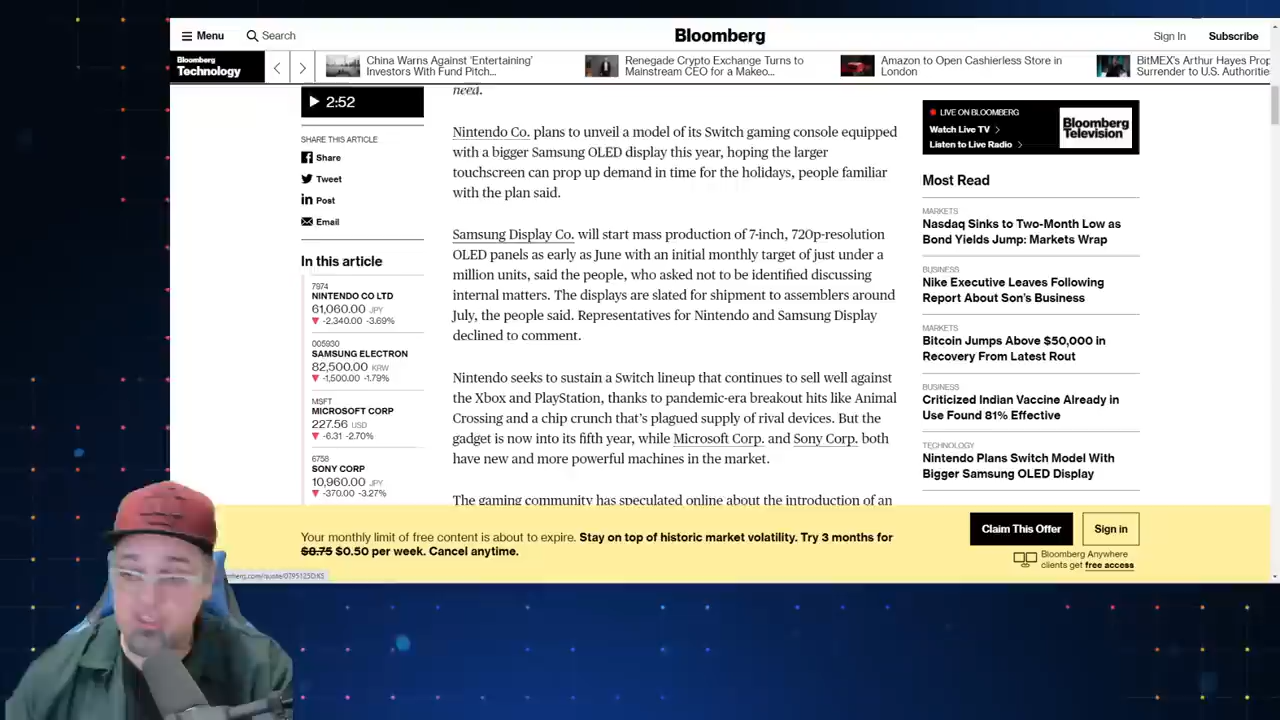 Menu
Search
Bloomberg
Sign In
Subscribe
Bloomberg
Technology
China Warns Against 'Entertaining'
Investors With Fund Pitch...
Renegade Crypto Exchange Turns to
Mainstream CEO for a Makeo...
Amazon to Open Cashierless Store in
London
BitMEX's Arthur Hayes Prop
Surrender to U.S. Authoritie
2:52
SHARE THIS ARTICLE
Share
Tweet
Post
Email
In this article
7974
NINTENDO CO LTD
61,060.00 JPY
▼ -2,340.00 -3.69%
005930
SAMSUNG ELECTRON
82,500.00 KRW
▼ -1,500.00 -1.79%
MSFT
MICROSOFT CORP
227.56 USD
▼ -6.31 -2.70%
6758
SONY CORP
10,960.00 JPY
▼ -370.00 -3.27%
need.
Nintendo Co. plans to unveil a model of its Switch gaming console equipped
with a bigger Samsung OLED display this year, hoping the larger
touchscreen can prop up demand in time for the holidays, people familiar
with the plan said.
Samsung Display Co. will start mass production of 7-inch, 720p-resolution
OLED panels as early as June with an initial monthly target of just under a
million units, said the people, who asked not to be identified discussing
internal matters. The displays are slated for shipment to assemblers around
July, the people said. Representatives for Nintendo and Samsung Display
declined to comment.
Nintendo seeks to sustain a Switch lineup that continues to sell well against
the Xbox and PlayStation, thanks to pandemic-era breakout hits like Animal
Crossing and a chip crunch that's plagued supply of rival devices. But the
gadget is now into its fifth year, while Microsoft Corp. and Sony Corp. both
have new and more powerful machines in the market.
The gaming community has speculated online about the introduction of an
LIVE ON BLOOMBERG
Watch Live TV
Listen to Live Radio
Bloomberg
Television
Most Read
MARKETS
Nasdaq Sinks to Two-Month Low as
Bond Yields Jump: Markets Wrap
BUSINESS
Nike Executive Leaves Following
Report About Son's Business
MARKETS
Bitcoin Jumps Above $50,000 in
Recovery From Latest Rout
BUSINESS
Criticized Indian Vaccine Already in
Use Found 81% Effective
TECHNOLOGY
Nintendo Plans Switch Model With
Bigger Samsung OLED Display
Your monthly limit of free content is about to expire. Stay on top of historic market volatility. Try 3 months for
$8.75 $0.50 per week. Cancel anytime.
Claim This Offer
Sign in
Bloomberg Anywhere
clients get free access